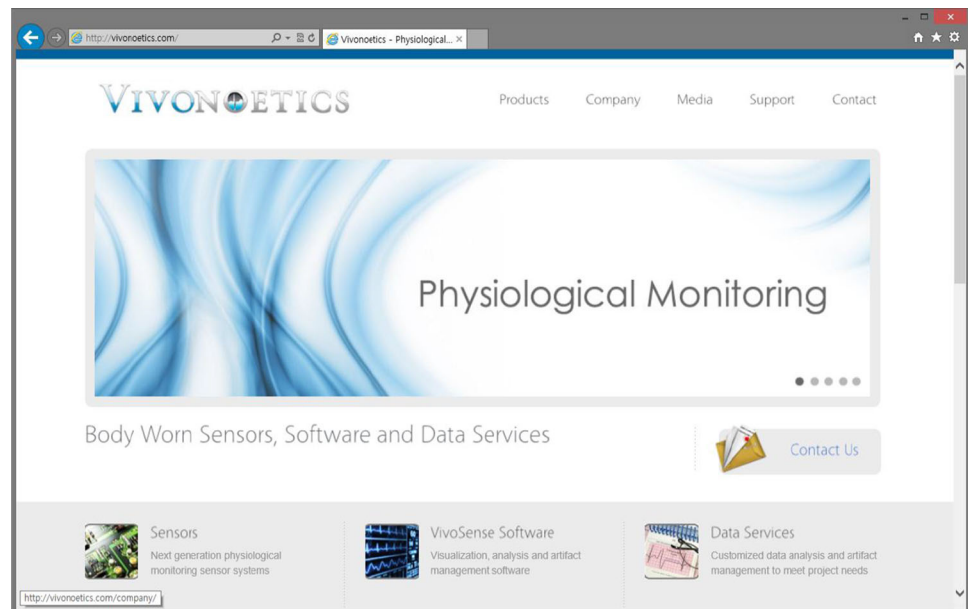 http://vivonoetics.com/
Vivonoetics - Physiological...
VIVONOETICS
Products Company Media Support Contact
Physiological Monitoring
Body Worn Sensors, Software and Data Services
Contact Us
Sensors
Next generation physiological
monitoring sensor systems
VivoSense Software
Visualization, analysis and artifact
management software
Data Services
Customized data analysis and artifact
management to meet project needs
http://vivonoetics.com/company/